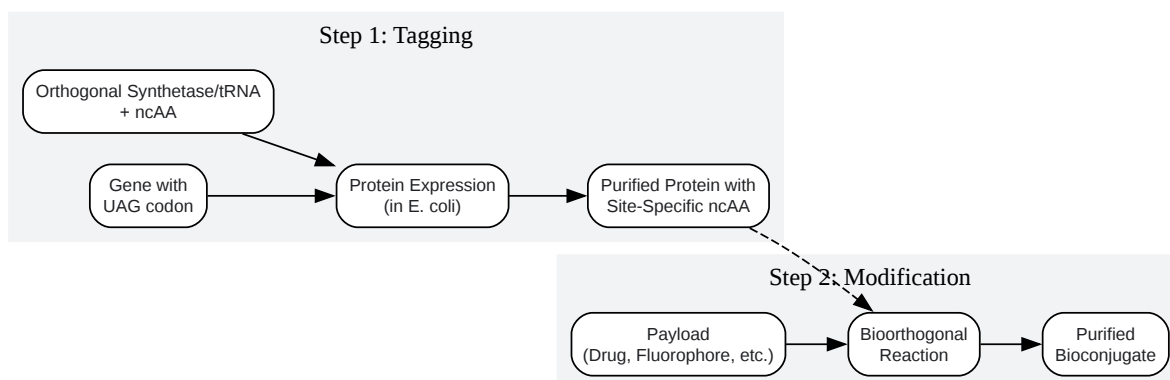 Step 1: Tagging
Orthogonal Synthetase/tRNA
+ ncAA
Gene with
UAG codon
Protein Expression
(in E. coli)
Purified Protein with
Site-Specific ncAA
Step 2: Modification
Payload
(Drug, Fluorophore, etc.)
Bioorthogonal
Reaction
Purified
Bioconjugate